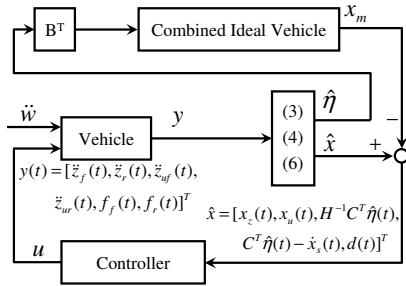 x_m
B^T
Combined Ideal Vehicle
η̂
(3)
−
ẅ
y
(4)
x̂
+
Vehicle
(6)
y(t) = [z̈_f(t), z̈_r(t), z̈_uf(t),
z̈_ur(t), f_f(t), f_r(t)]^T
x̂ = [x_z(t), x_u(t), H^{-1}C^T η̂(t),
C^T η̂(t) − ẋ_s(t), d(t)]^T
u
Controller